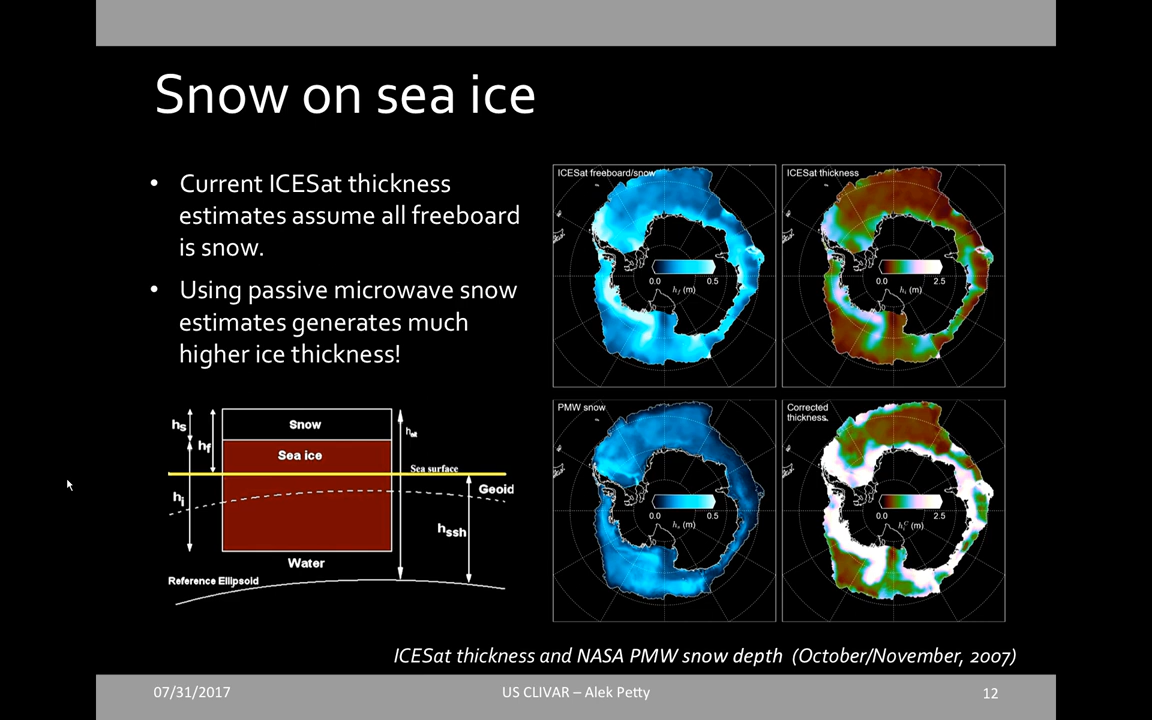 Snow on sea ice
• Current ICESat thickness
estimates assume all freeboard
is snow.
• Using passive microwave snow
estimates generates much
higher ice thickness!
ICESat freeboard/snow
0.0 0.5
hf (m)
ICESat thickness
0.0 2.5
hi (m)
PMW snow
0.0 0.5
hs (m)
Corrected
thickness
0.0 2.5
hiC (m)
hs
hf
hi
Snow
Sea ice
Sea surface
Geoid
hssh
Water
Reference Ellipsoid
ICESat thickness and NASA PMW snow depth (October/November, 2007)
07/31/2017 US CLIVAR – Alek Petty 12